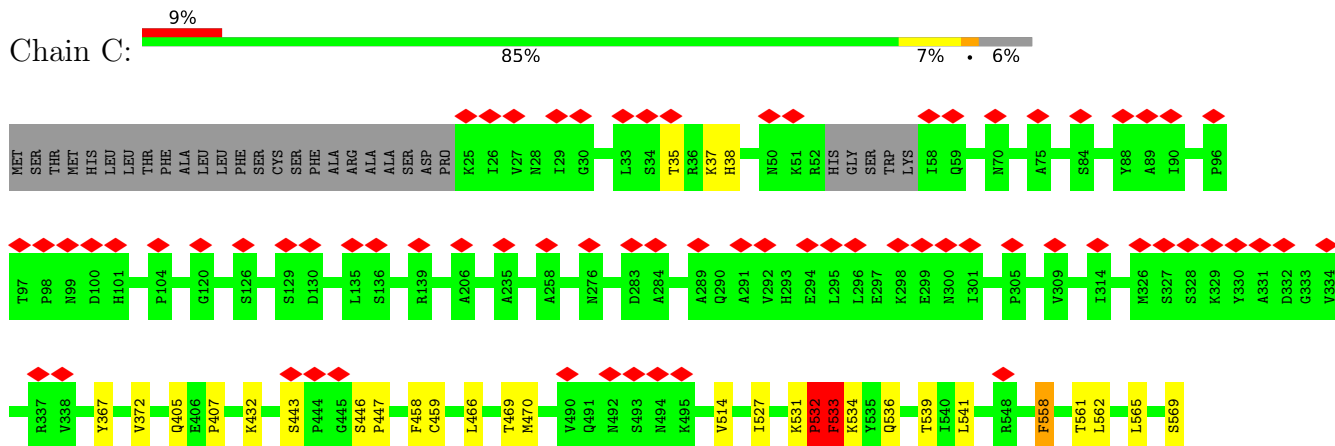 9%
Chain C:
85% 7% • 6%
MET SER THR MET HIS LEU LEU THR PHE ALA LEU LEU PHE SER CYS SER PHE ALA ARG ALA ALA SER ASP PRO K25 I26 V27 N28 I29 G30 L33 S34 T35 R36 K37 H38 N50 K51 R52 HIS GLY SER TRP LYS I58 Q59 N70 A75 S84 Y88 A89 I90 P96
T97 P98 N99 D100 H101 P104 G120 S126 S129 D130 L135 S136 R139 A206 A235 A258 N276 D283 A284 A289 Q290 A291 V292 H293 E294 L295 L296 E297 K298 E299 N300 I301 P305 V309 I314 M326 S327 S328 K329 Y330 A331 D332 G333 V334
R337 V338 Y367 V372 Q405 E406 P407 K432 S443 P444 G445 S446 P447 F458 C459 L466 T469 M470 V490 Q491 N492 S493 N494 K495 V514 I527 K531 P532 F533 K534 Y535 Q536 T539 I540 L541 R548 F558 T561 L562 L565 S569